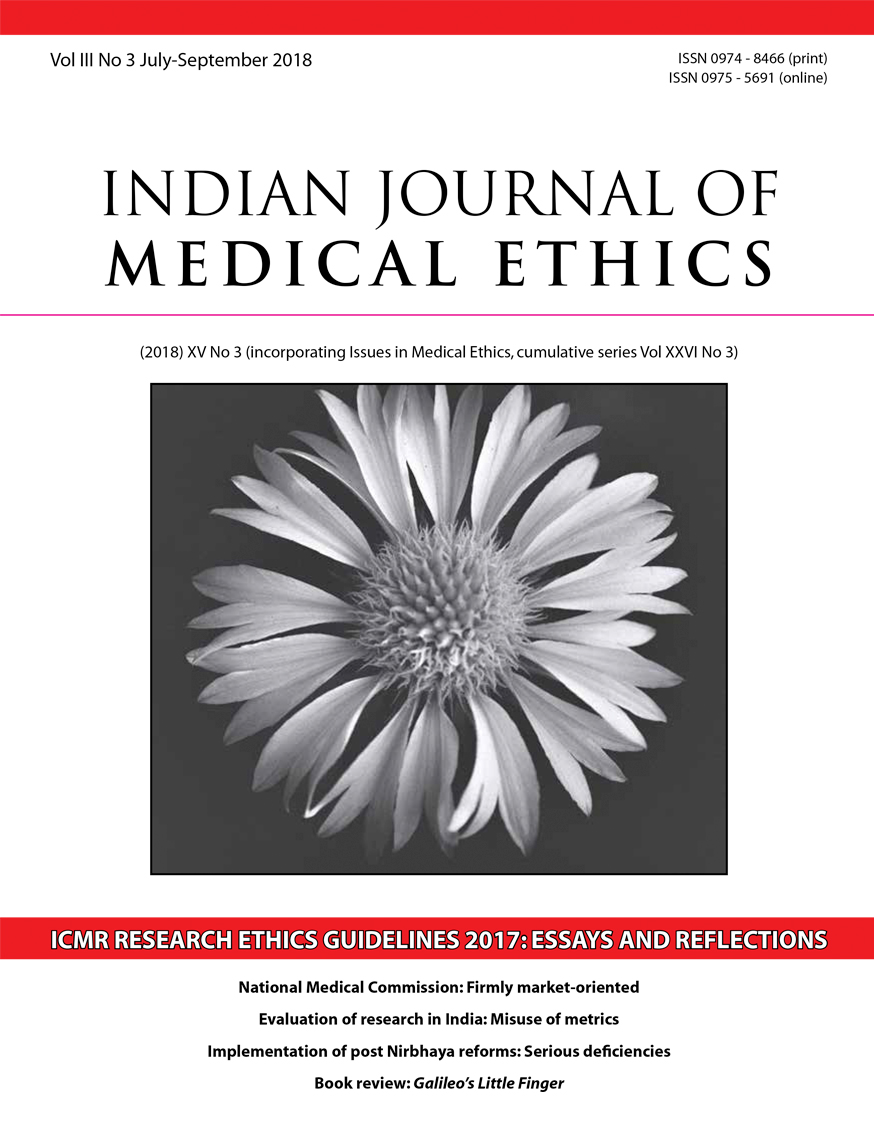 Vol III No 3 July-September 2018
ISSN 0974 - 8466 (print)
ISSN 0975 - 5691 (online)
INDIAN JOURNAL OF
MEDICAL ETHICS
(2018) XV No 3 (incorporating Issues in Medical Ethics, cumulative series Vol XXVI No 3)
ICMR RESEARCH ETHICS GUIDELINES 2017: ESSAYS AND REFLECTIONS
National Medical Commission: Firmly market-oriented
Evaluation of research in India: Misuse of metrics
Implementation of post Nirbhaya reforms: Serious deficiencies
Book review: Galileo's Little Finger